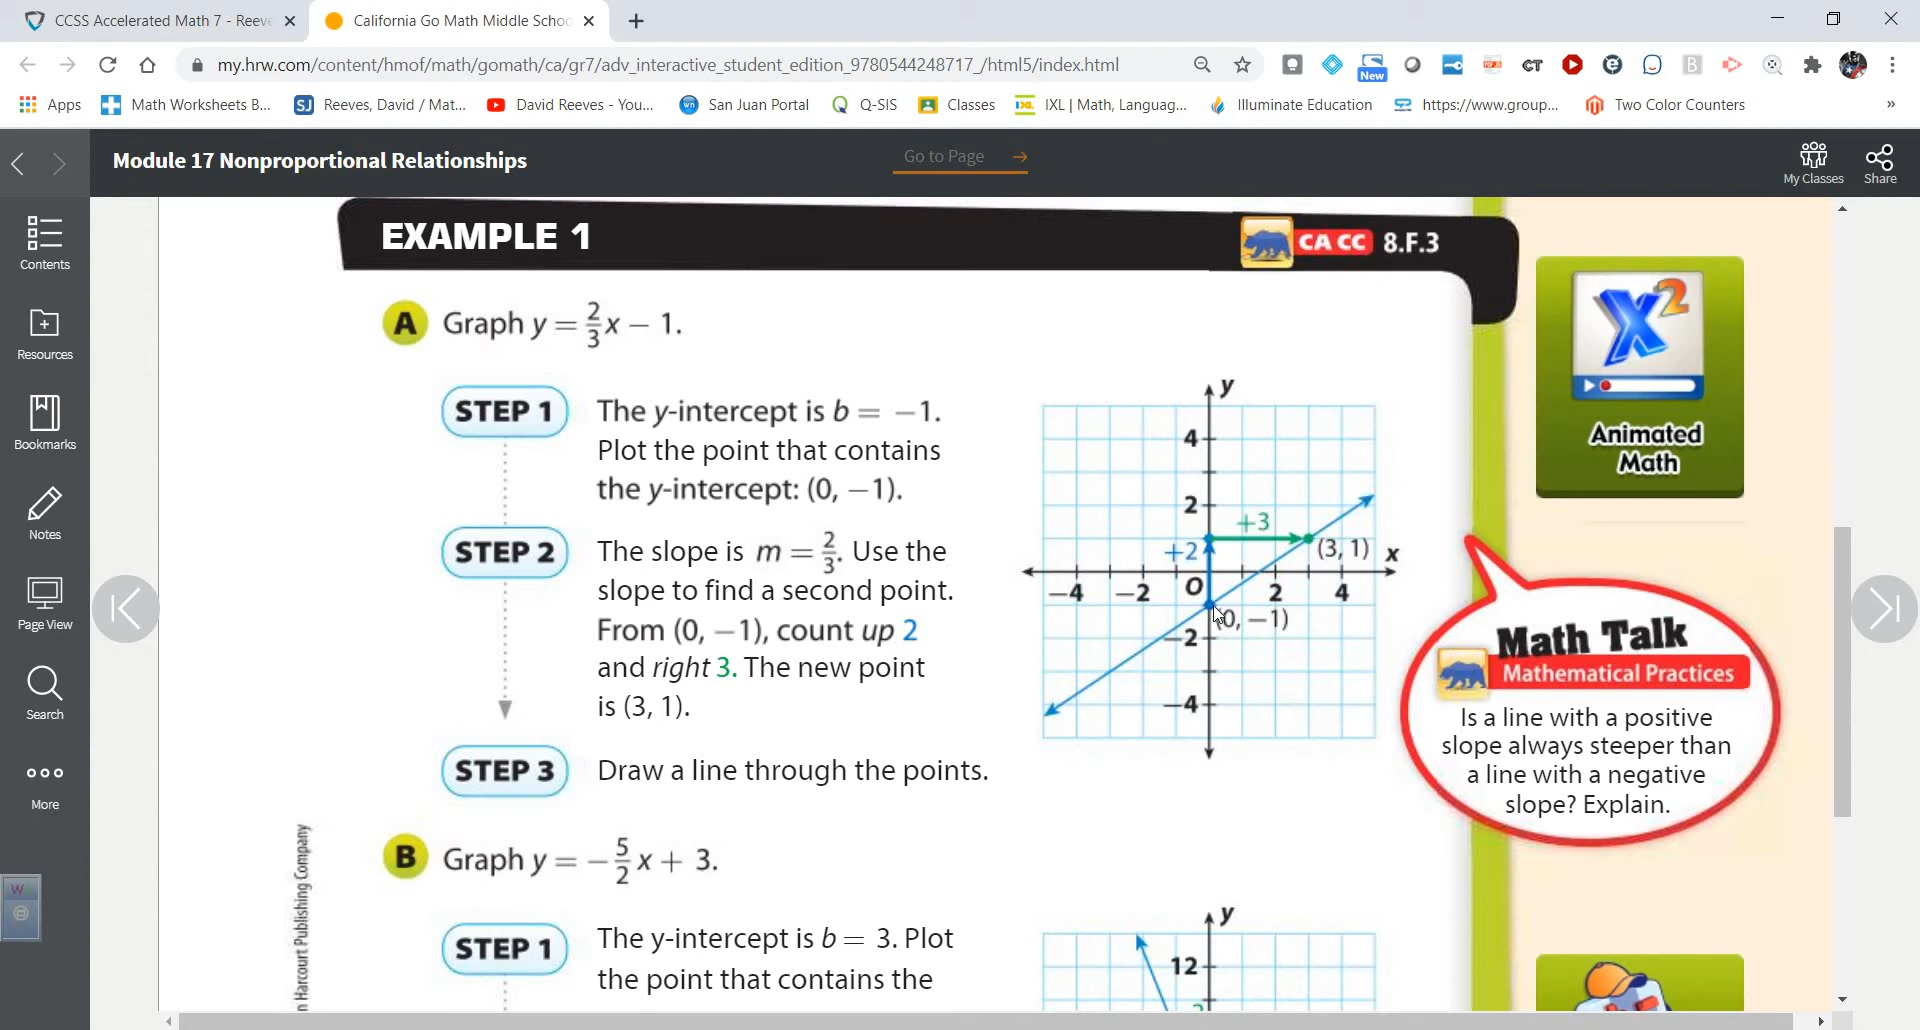 CCSS Accelerated Math 7 - Reeve
California Go Math Middle Schoo
my.hrw.com/content/hmof/math/gomath/ca/gr7/adv_interactive_student_edition_9780544248717_/html5/index.html
New
Apps
Math Worksheets B...
Reeves, David / Mat...
David Reeves - You...
San Juan Portal
Q-SIS
Classes
IXL | Math, Languag...
Illuminate Education
https://www.group...
Two Color Counters
»
Module 17 Nonproportional Relationships
Go to Page
My Classes
Share
Contents
Resources
Bookmarks
Notes
Page View
Search
More
EXAMPLE 1
CA CC 8.F.3
A Graph y = 2/3 x − 1.
STEP 1 The y-intercept is b = −1.
Plot the point that contains
the y-intercept: (0, −1).
STEP 2 The slope is m = 2/3. Use the
slope to find a second point.
From (0, −1), count up 2
and right 3. The new point
is (3, 1).
STEP 3 Draw a line through the points.
y
4
2
+3
+2
(3, 1)
x
−4 −2 O 2 4
(0, −1)
−2
−4
X2
Animated
Math
Math Talk
Mathematical Practices
Is a line with a positive
slope always steeper than
a line with a negative
slope? Explain.
B Graph y = −5/2 x + 3.
STEP 1 The y-intercept is b = 3. Plot
the point that contains the
y
12
n Harcourt Publishing Company